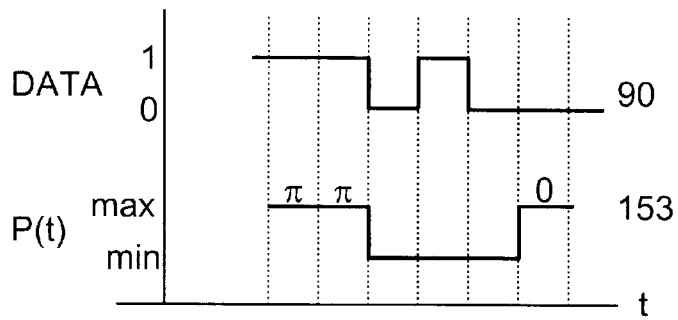 DATA 1 0 90
π π 0
P(t) max min 153
t